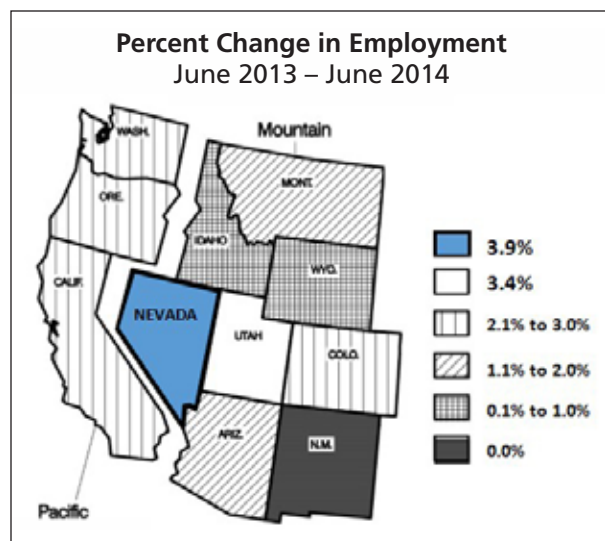 Percent Change in Employment
June 2013 – June 2014
Mountain
WASH.
MONT.
ORE.
IDAHO
WYO.
CALIF.
NEVADA
UTAH
COLO.
ARIZ.
N.M.
Pacific
3.9%
3.4%
2.1% to 3.0%
1.1% to 2.0%
0.1% to 1.0%
0.0%